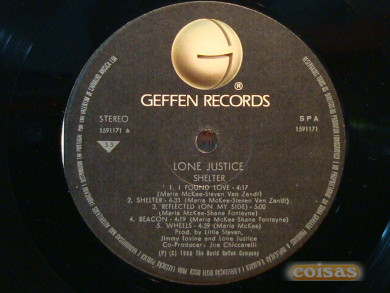 ®
GEFFEN RECORDS
STEREO
1591171 A
33
SPA
1591171
LONE JUSTICE
SHELTER
1. I FOUND LOVE - 4:17
(Maria McKee-Steven Van Zandt)
2. SHELTER - 4:31 (Maria McKee-Steven Van Zandt)
3. REFLECTED (ON MY SIDE) - 5:00
(Maria McKee-Shane Fontayne)
4. BEACON - 4:19 (Maria McKee-Shane Fontayne)
5. WHEELS - 4:39 (Maria McKee)
Prod. by Little Steven,
Jimmy Iovine and Lone Justice
Co-Producer: Joe Chiccarelli
(P) (C) 1986 The David Geffen Company
coisas